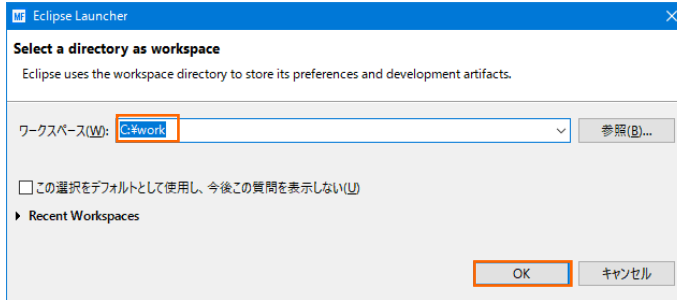 MF Eclipse Launcher
Select a directory as workspace
Eclipse uses the workspace directory to store its preferences and development artifacts.
ワークスペース(W): C:¥work 参照(B)...
この選択をデフォルトとして使用し、今後この質問を表示しない(U)
Recent Workspaces
OK キャンセル